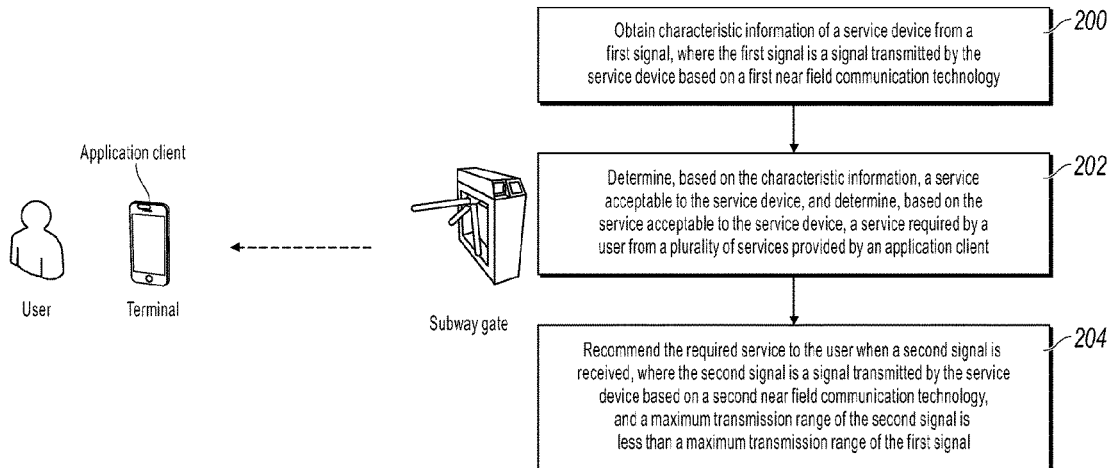 Obtain characteristic information of a service device from a
first signal, where the first signal is a signal transmitted by the
service device based on a first near field communication technology
200
Application client
User
Terminal
Subway gate
Determine, based on the characteristic information, a service
acceptable to the service device, and determine, based on the
service acceptable to the service device, a service required by a
user from a plurality of services provided by an application client
202
Recommend the required service to the user when a second signal is
received, where the second signal is a signal transmitted by the service
device based on a second near field communication technology,
and a maximum transmission range of the second signal is
less than a maximum transmission range of the first signal
204